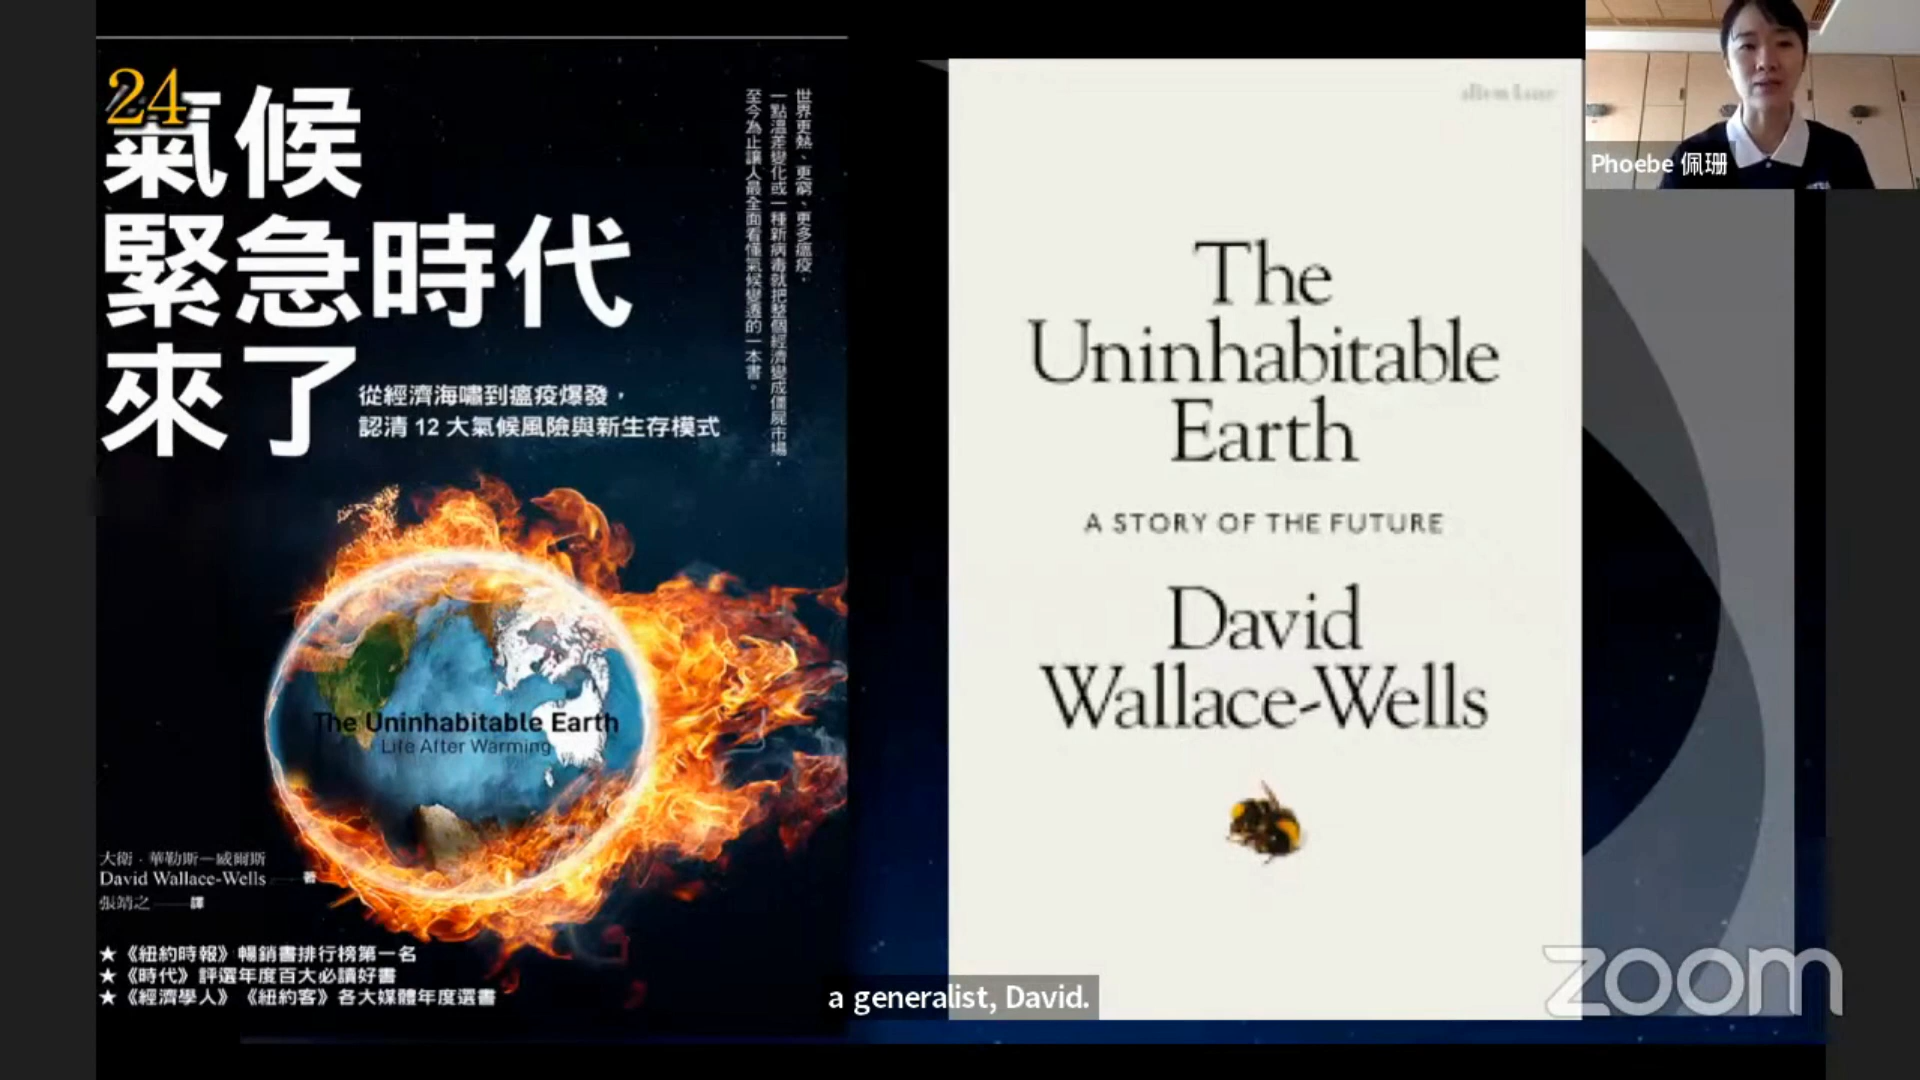 24
氣候
緊急時代
來了
從經濟海嘯到瘟疫爆發，
認清 12 大氣候風險與新生存模式
世界更熱、更窮、更多瘟疫，
一點溫差變化或一種新病毒就把整個經濟變成僵屍市場，
至今為止讓人最全面看懂氣候變遷的一本書。
The Uninhabitable Earth
Life After Warming
大衛．華勒斯—威爾斯
David Wallace-Wells —— 著
張靖之 —— 譯
★《紐約時報》暢銷書排行榜第一名
★《時代》評選年度百大必讀好書
★《經濟學人》《紐約客》各大媒體年度選書
allen lane
The
Uninhabitable
Earth
A STORY OF THE FUTURE
David
Wallace-Wells
Phoebe 佩珊
a generalist, David.
zoom